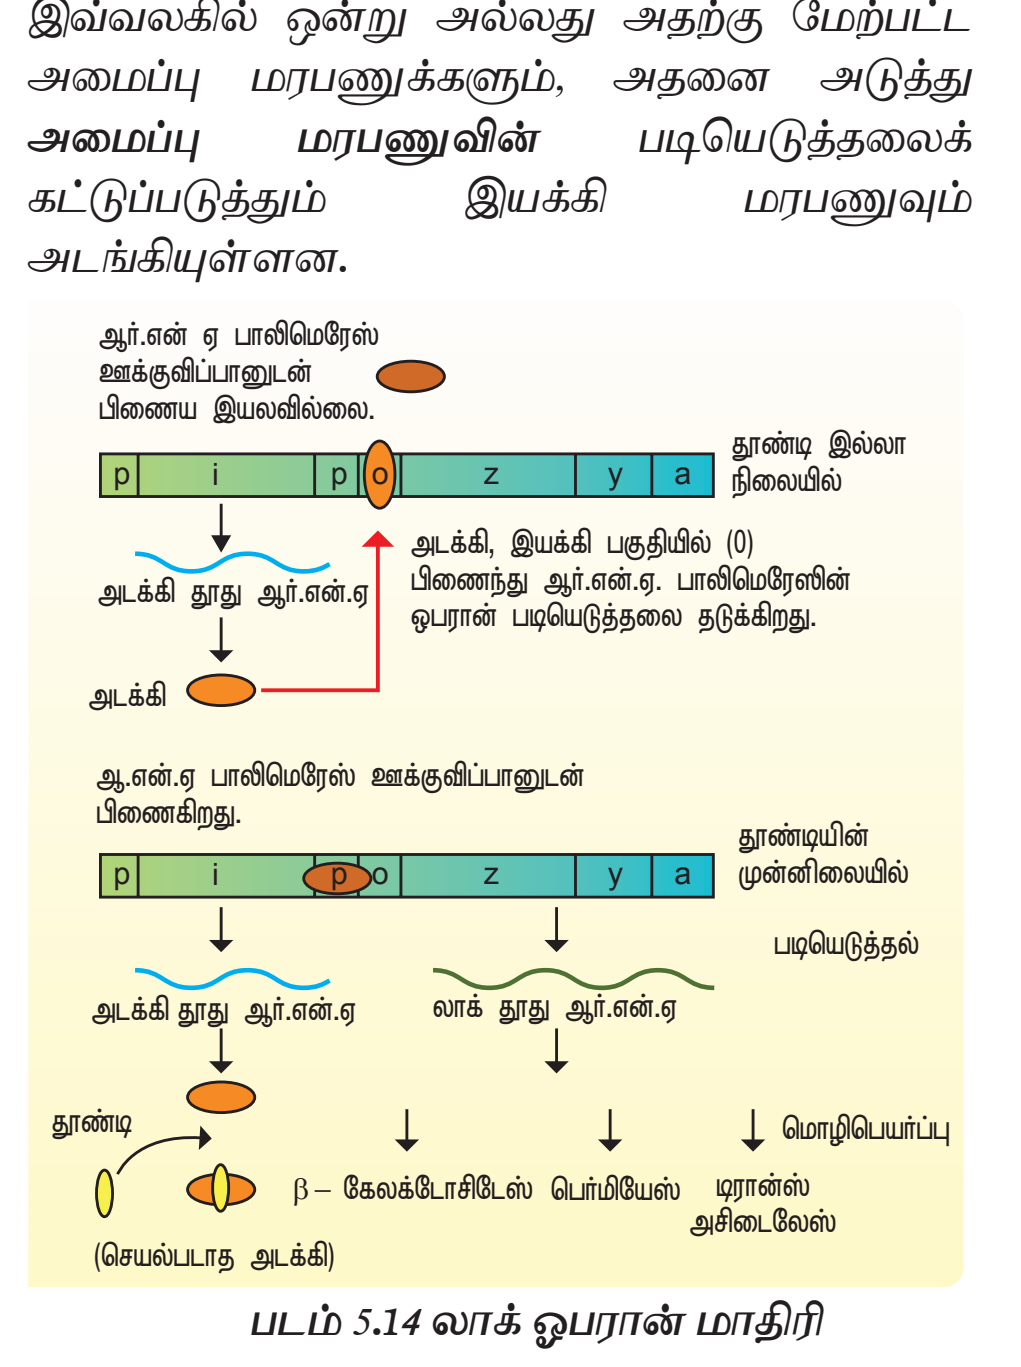 இவ்வலகில் ஒன்று அல்லது அதற்கு மேற்பட்ட
அமைப்பு மரபணுக்களும், அதனை அடுத்து
அமைப்பு மரபணுவின் படியெடுத்தலைக்
கட்டுப்படுத்தும் இயக்கி மரபணுவும்
அடங்கியுள்ளன.
ஆர்.என் ஏ பாலிமெரேஸ்
ஊக்குவிப்பானுடன்
பிணைய இயலவில்லை.
p i p o z y a
தூண்டி இல்லா
நிலையில்
அடக்கி, இயக்கி பகுதியில் (0)
பிணைந்து ஆர்.என்.ஏ. பாலிமெரேஸின்
ஒபரான் படியெடுத்தலை தடுக்கிறது.
அடக்கி தூது ஆர்.என்.ஏ
அடக்கி
ஆ.என்.ஏ பாலிமெரேஸ் ஊக்குவிப்பானுடன்
பிணைகிறது.
p i p o z y a
தூண்டியின்
முன்னிலையில்
படியெடுத்தல்
அடக்கி தூது ஆர்.என்.ஏ
லாக் தூது ஆர்.என்.ஏ
தூண்டி
மொழிபெயர்ப்பு
β – கேலக்டோசிடேஸ் பெர்மியேஸ் டிரான்ஸ்
அசிடைலேஸ்
(செயல்படாத அடக்கி)
படம் 5.14 லாக் ஓபரான் மாதிரி